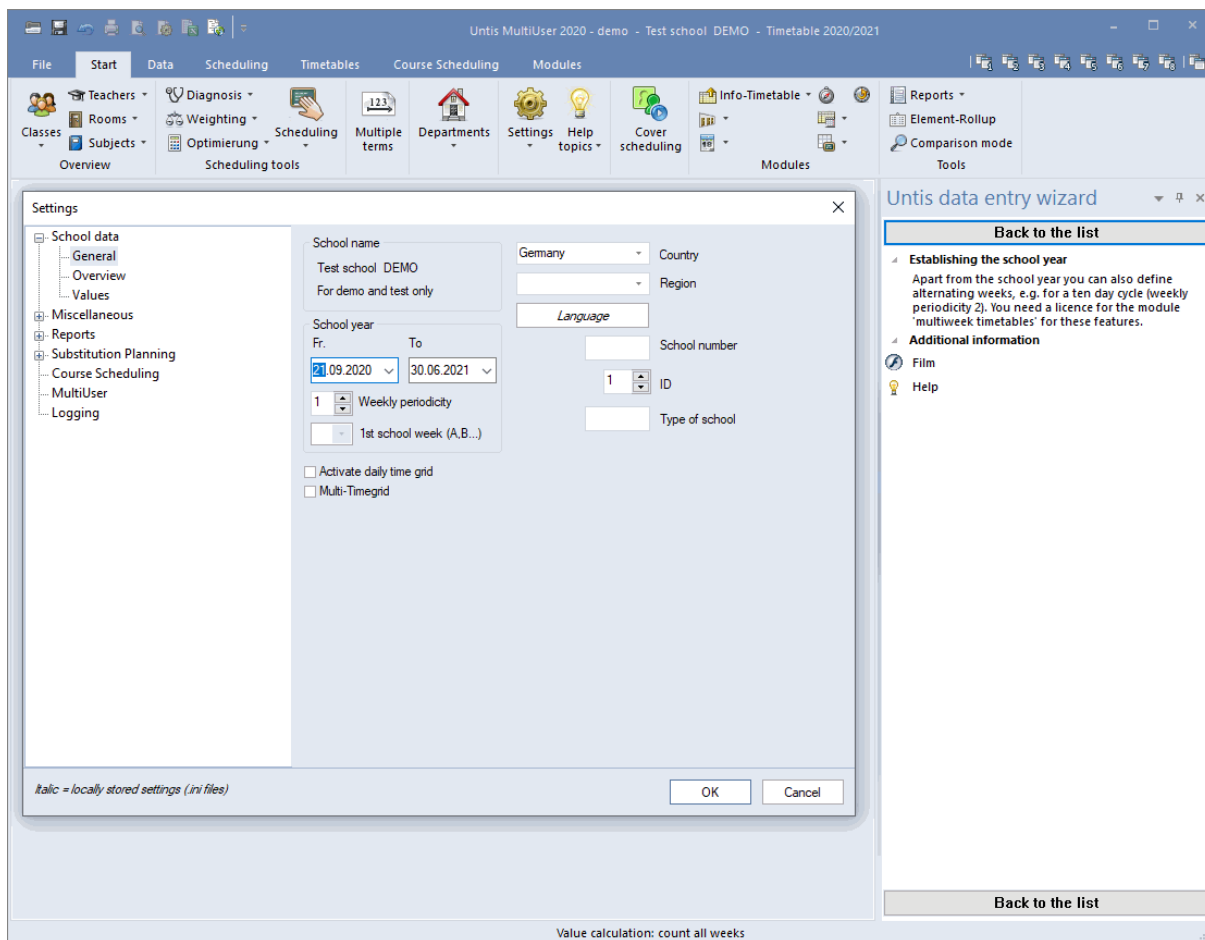 Untis MultiUser 2020 - demo - Test school DEMO - Timetable 2020/2021
File Start Data Scheduling Timetables Course Scheduling Modules
Classes
Teachers
Rooms
Subjects
Overview
Diagnosis
Weighting
Optimierung
Scheduling
Scheduling tools
123
Multiple
terms
Departments
Settings
Help
topics
Cover
scheduling
Info-Timetable
Modules
Reports
Element-Rollup
Comparison mode
Tools
Settings
School data
General
Overview
Values
Miscellaneous
Reports
Substitution Planning
Course Scheduling
MultiUser
Logging
School name
Test school DEMO
For demo and test only
School year
Fr. To
21.09.2020 30.06.2021
1 Weekly periodicity
1st school week (A,B...)
Activate daily time grid
Multi-Timegrid
Germany Country
Region
Language
School number
1 ID
Type of school
Italic = locally stored settings (.ini files)
OK Cancel
Untis data entry wizard
Back to the list
Establishing the school year
Apart from the school year you can also define
alternating weeks, e.g. for a ten day cycle (weekly
periodicity 2). You need a licence for the module
'multiweek timetables' for these features.
Additional information
Film
Help
Back to the list
Value calculation: count all weeks